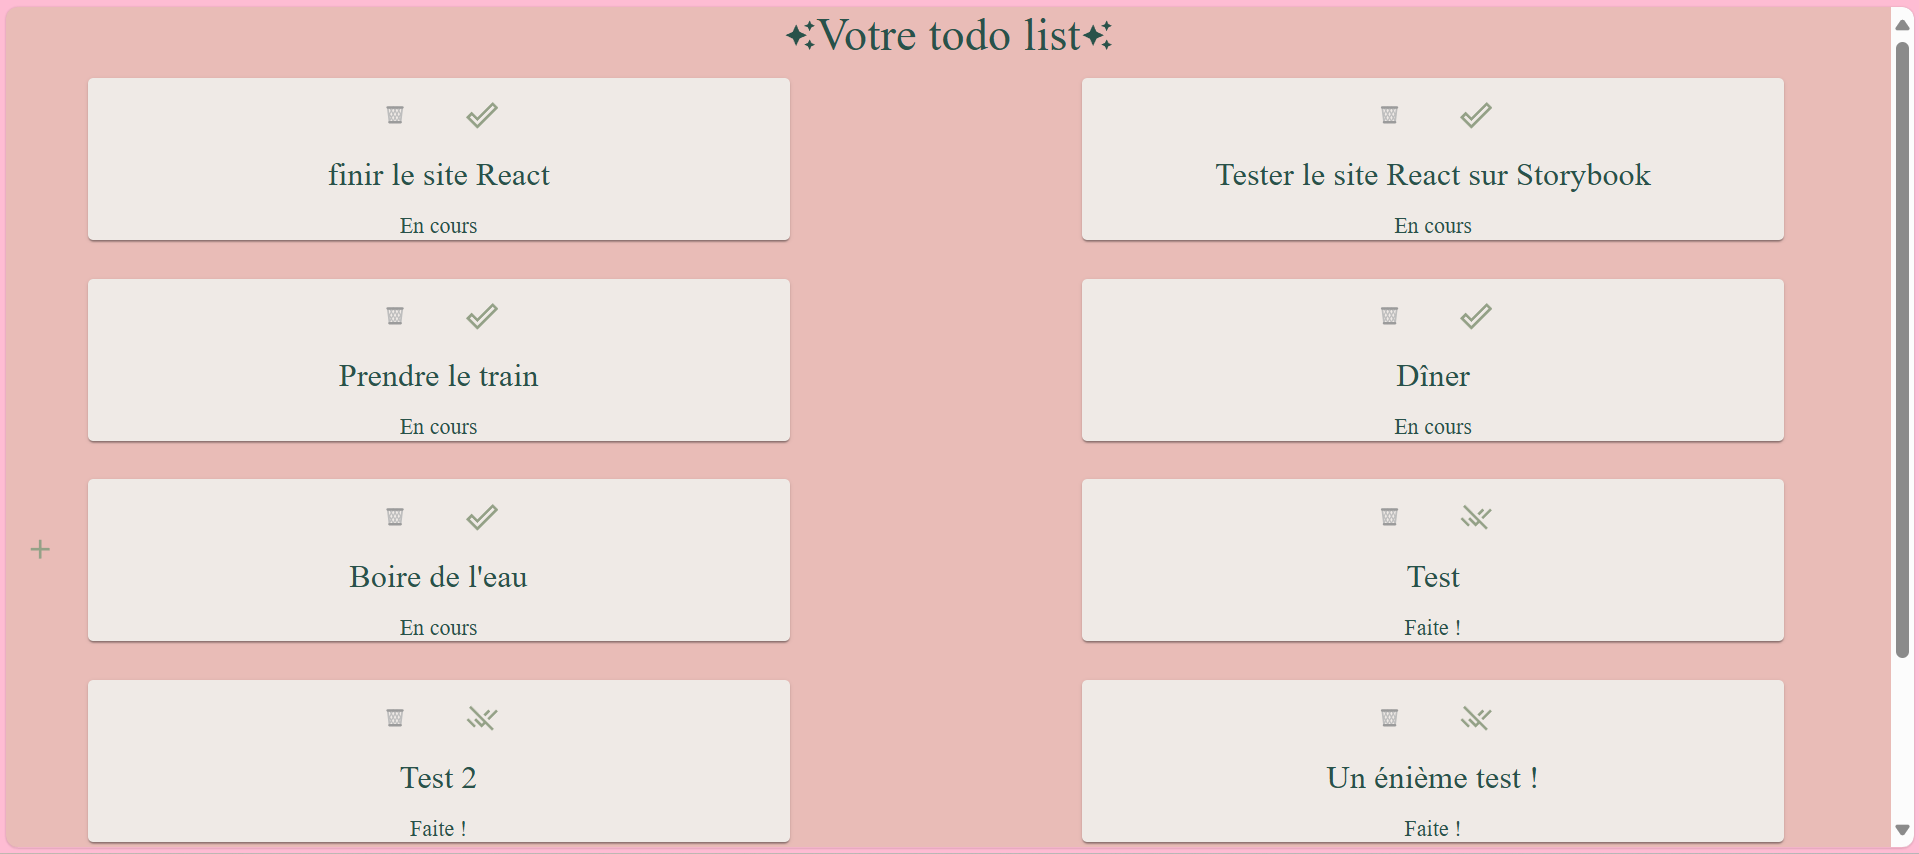 Votre todo list
finir le site React
En cours
Tester le site React sur Storybook
En cours
Prendre le train
En cours
Dîner
En cours
Boire de l'eau
En cours
Test
Faite !
Test 2
Faite !
Un énième test !
Faite !